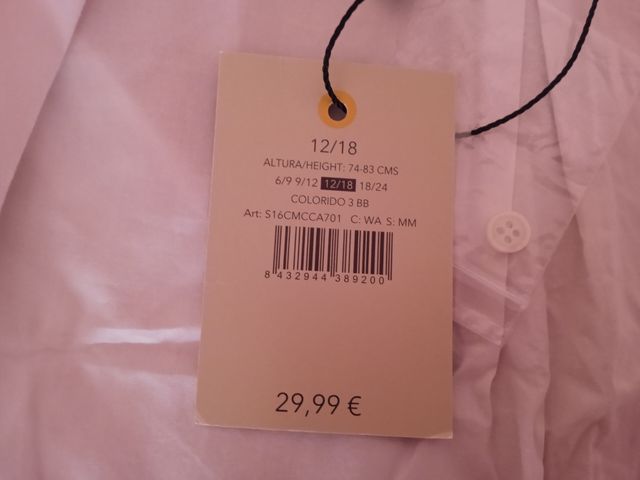 12/18
ALTURA/HEIGHT: 74-83 CMS
6/9 9/12 12/18 18/24
COLORIDO 3 BB
Art: S16CMCCA701 C: WA S: MM
8 432944 389200
29,99 €